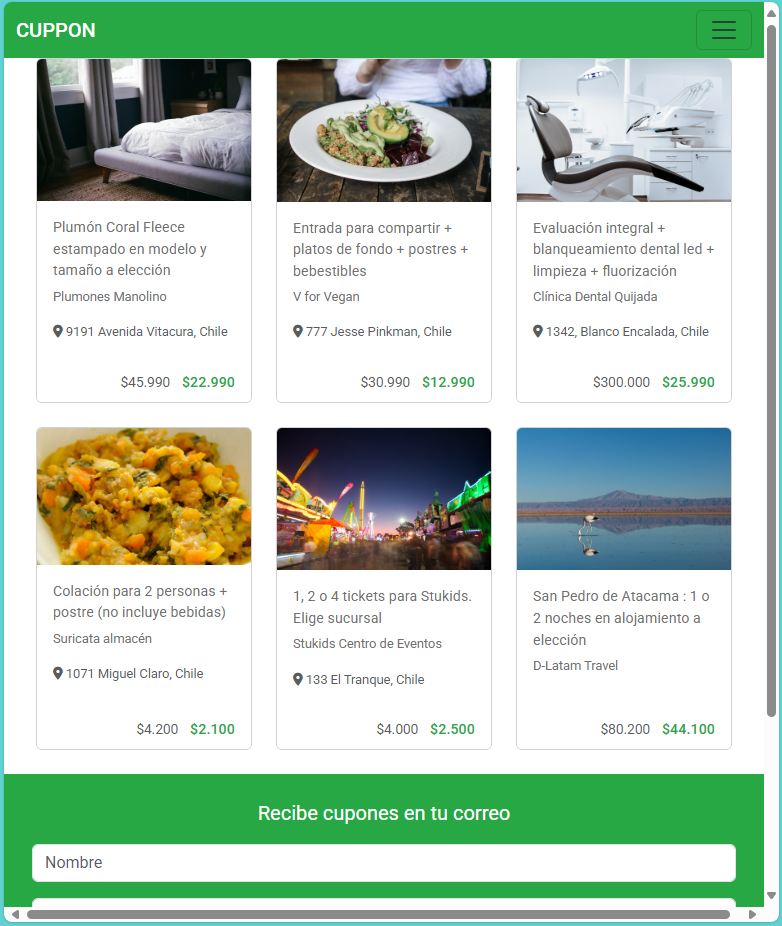 CUPPON
Plumón Coral Fleece
estampado en modelo y
tamaño a elección
Plumones Manolino
9191 Avenida Vitacura, Chile
$45.990 $22.990
Entrada para compartir +
platos de fondo + postres +
bebestibles
V for Vegan
777 Jesse Pinkman, Chile
$30.990 $12.990
Evaluación integral +
blanqueamiento dental led +
limpieza + fluorización
Clínica Dental Quijada
1342, Blanco Encalada, Chile
$300.000 $25.990
Colación para 2 personas +
postre (no incluye bebidas)
Suricata almacén
1071 Miguel Claro, Chile
$4.200 $2.100
1, 2 o 4 tickets para Stukids.
Elige sucursal
Stukids Centro de Eventos
133 El Tranque, Chile
$4.000 $2.500
San Pedro de Atacama : 1 o
2 noches en alojamiento a
elección
D-Latam Travel
$80.200 $44.100
Recibe cupones en tu correo
Nombre